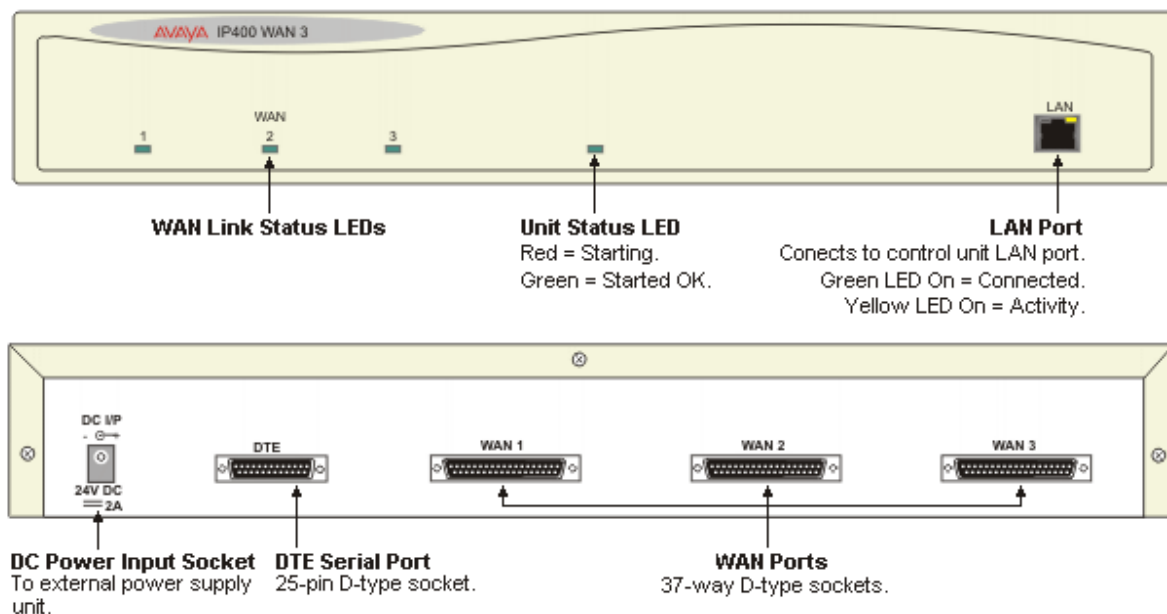 AVAYA IP400 WAN 3
WAN
1 2 3
LAN
WAN Link Status LEDs
Unit Status LED
Red = Starting.
Green = Started OK.
LAN Port
Conects to control unit LAN port.
Green LED On = Connected.
Yellow LED On = Activity.
DC I/P
- +
24V DC
2A
DTE
WAN 1
WAN 2
WAN 3
DC Power Input Socket
To external power supply
unit.
DTE Serial Port
25-pin D-type socket.
WAN Ports
37-way D-type sockets.